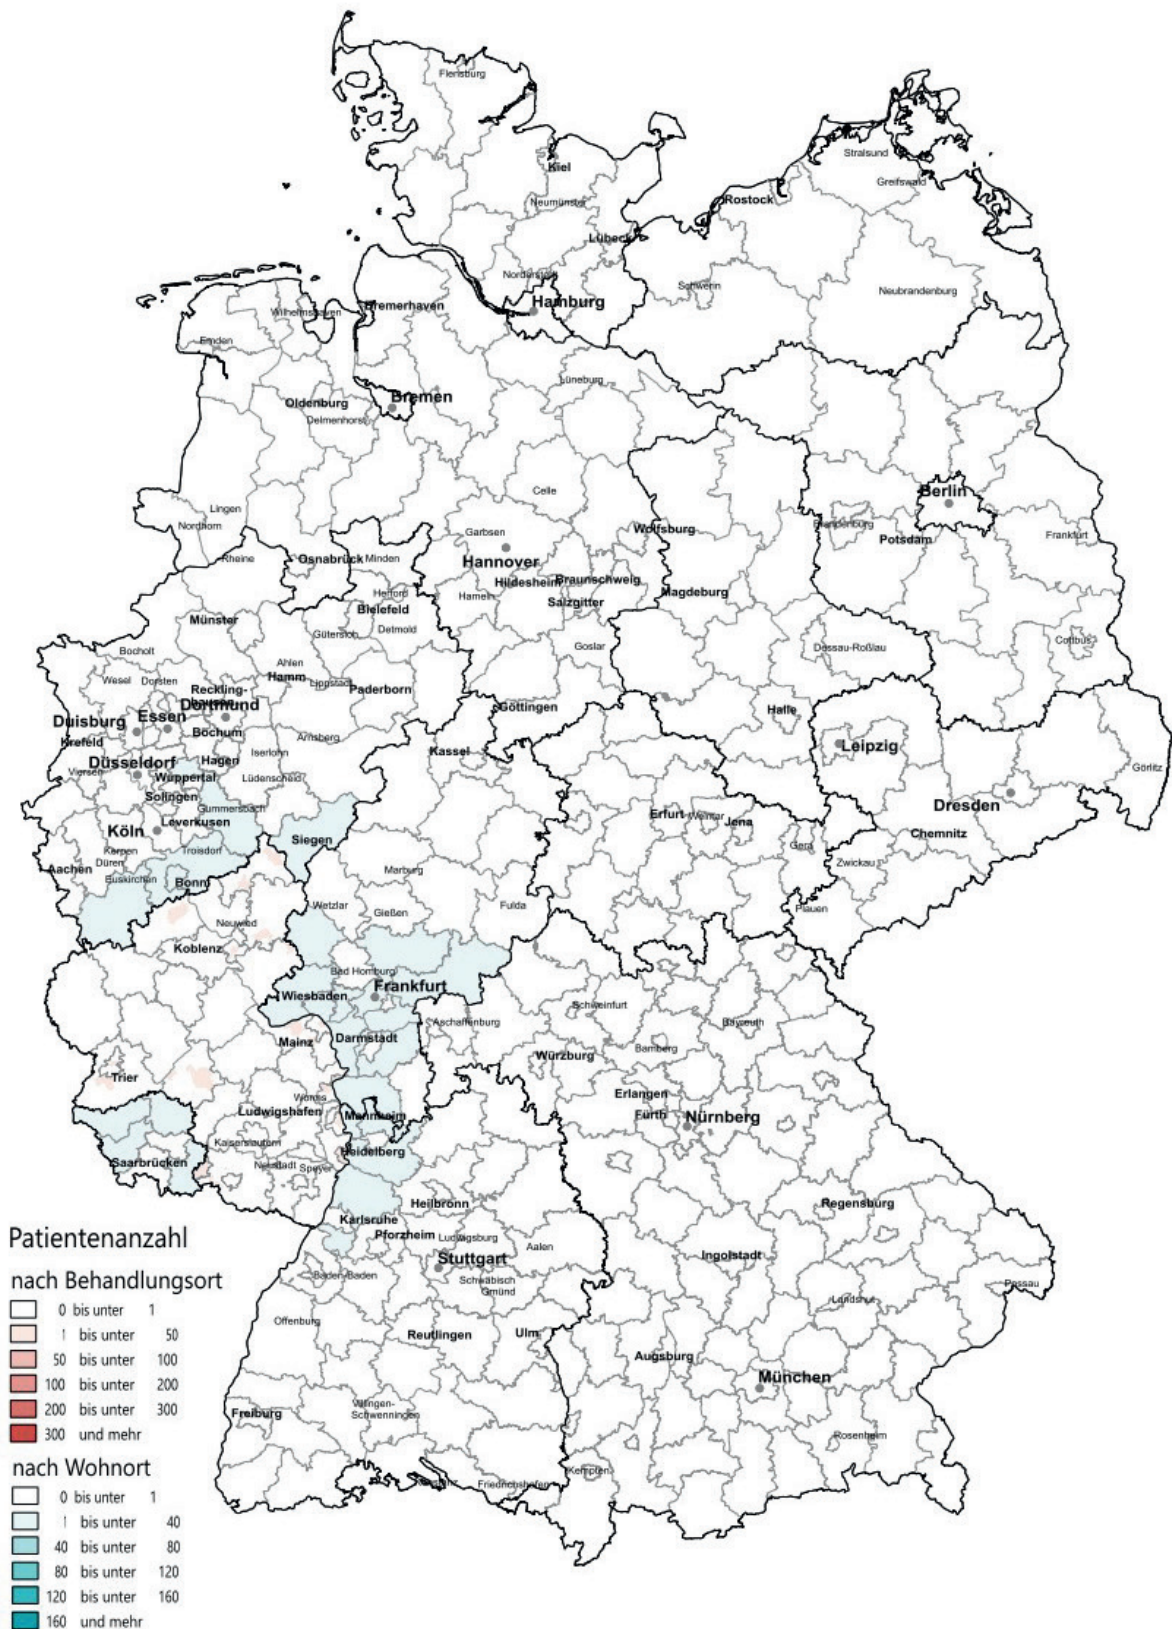 Flensburg
Stralsund
Kiel
Greifswald
Rostock
Neumünster
Lübeck
Norderstedt
Schwerin
Neubrandenburg
Hamburg
Bremerhaven
Wilhelmshaven
Emden
Lüneburg
Bremen
Oldenburg
Delmenhorst
Celle
Berlin
Lingen
Nordhorn
Brandenburg
Wolfsburg
Garbsen
Potsdam
Frankfurt
Rheine
Osnabrück
Minden
Hannover
Hildesheim
Braunschweig
Herford
Hameln
Magdeburg
Salzgitter
Bielefeld
Münster
Gütersloh
Detmold
Cottbus
Goslar
Dessau-Roßlau
Bocholt
Ahlen
Hamm
Wesel
Dorsten
Lippstadt
Paderborn
Reckling-
hausen
Dortmund
Göttingen
Halle
Duisburg
Essen
Bochum
Krefeld
Arnsberg
Leipzig
Kassel
Iserlohn
Hagen
Düsseldorf
Görlitz
Viersen
Wuppertal
Lüdenscheid
Solingen
Dresden
Gummersbach
Erfurt
Weimar
Jena
Leverkusen
Köln
Chemnitz
Siegen
Gera
Kerpen
Troisdorf
Düren
Zwickau
Aachen
Marburg
Euskirchen
Bonn
Wetzlar
Fulda
Gießen
Plauen
Neuwied
Koblenz
Bad Homburg
Frankfurt
Wiesbaden
Schweinfurt
Aschaffenburg
Bayreuth
Mainz
Darmstadt
Bamberg
Würzburg
Trier
Erlangen
Worms
Ludwigshafen
Mannheim
Fürth
Nürnberg
Kaiserslautern
Heidelberg
Saarbrücken
Neustadt
Speyer
Heilbronn
Regensburg
Karlsruhe
Pforzheim
Ludwigsburg
Aalen
Stuttgart
Ingolstadt
Baden-Baden
Schwäbisch
Gmünd
Passau
Landshut
Offenburg
Reutlingen
Ulm
Augsburg
München
Freiburg
Villingen-
Schwenningen
Rosenheim
Kempten
Konstanz
Friedrichshafen
Patientenanzahl
nach Behandlungsort
0 bis unter 1
1 bis unter 50
50 bis unter 100
100 bis unter 200
200 bis unter 300
300 und mehr
nach Wohnort
0 bis unter 1
1 bis unter 40
40 bis unter 80
80 bis unter 120
120 bis unter 160
160 und mehr